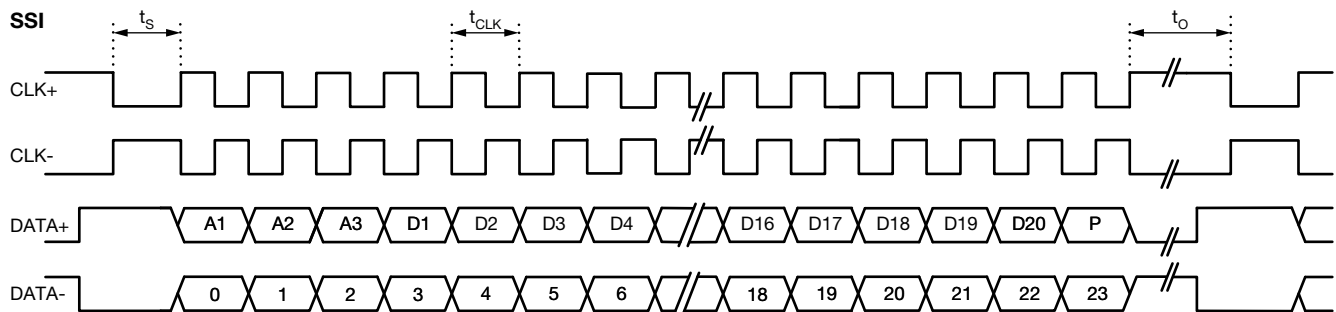 SSI
tS tCLK tO
CLK+
CLK-
DATA+ A1 A2 A3 D1 D2 D3 D4 D16 D17 D18 D19 D20 P
DATA- 0 1 2 3 4 5 6 18 19 20 21 22 23